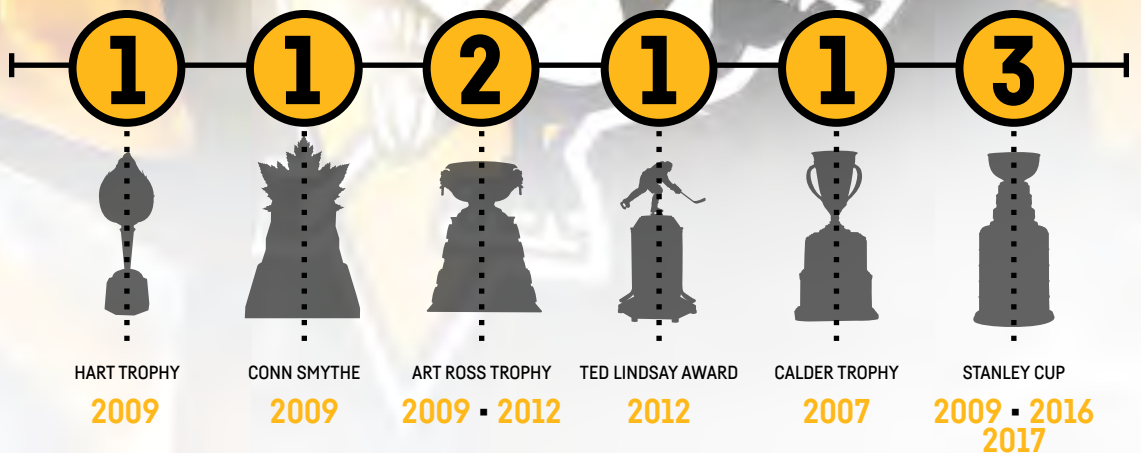 1 1 2 1 1 3
HART TROPHY CONN SMYTHE ART ROSS TROPHY TED LINDSAY AWARD CALDER TROPHY STANLEY CUP
2009 2009 2009 ▪ 2012 2012 2007 2009 ▪ 2016
2017